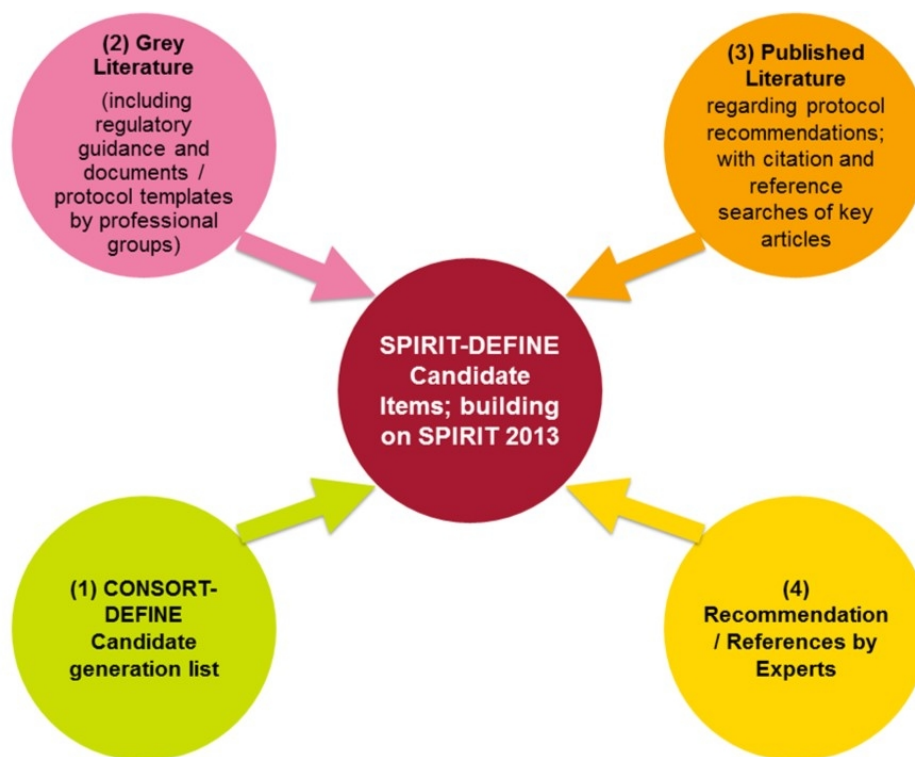 (2) Grey
Literature
(including
regulatory
guidance and
documents /
protocol templates
by professional
groups)
(3) Published
Literature
regarding protocol
recommendations;
with citation and
reference
searches of key
articles
SPIRIT-DEFINE
Candidate
Items; building
on SPIRIT 2013
(1) CONSORT-
DEFINE
Candidate
generation list
(4)
Recommendation
/ References by
Experts